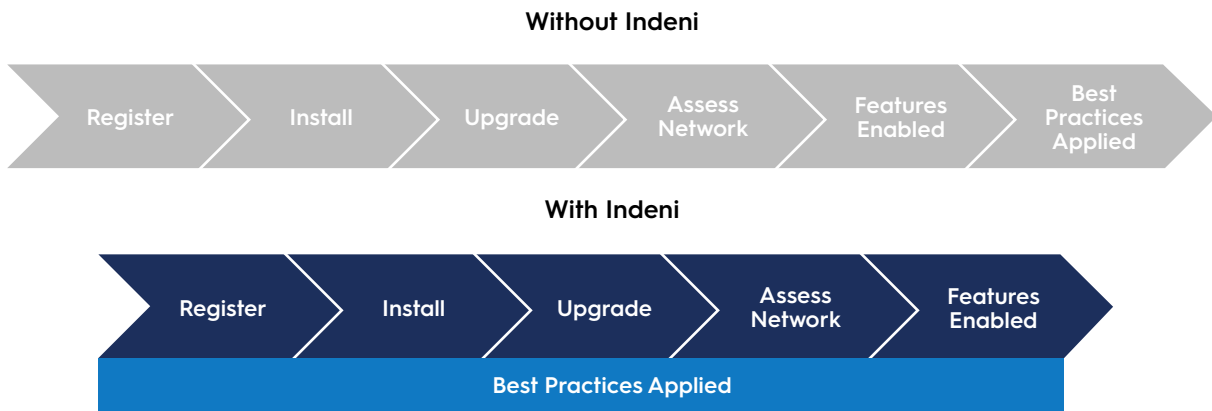 Without Indeni
Register
Install
Upgrade
Assess
Network
Features
Enabled
Best
Practices
Applied
With Indeni
Register
Install
Upgrade
Assess
Network
Features
Enabled
Best Practices Applied